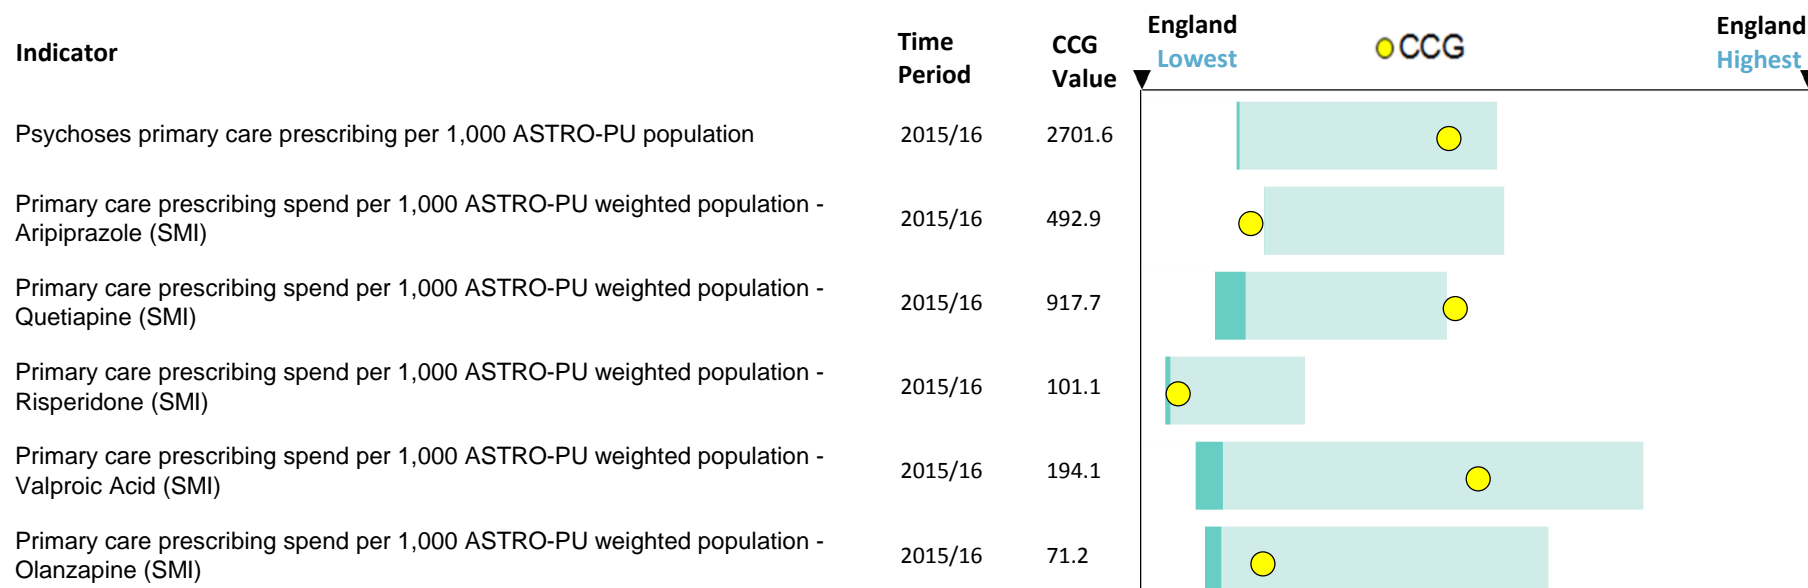 Indicator
Time Period
CCG Value
England Lowest
CCG
England Highest
Psychoses primary care prescribing per 1,000 ASTRO-PU population 2015/16 2701.6
Primary care prescribing spend per 1,000 ASTRO-PU weighted population -
Aripiprazole (SMI) 2015/16 492.9
Primary care prescribing spend per 1,000 ASTRO-PU weighted population -
Quetiapine (SMI) 2015/16 917.7
Primary care prescribing spend per 1,000 ASTRO-PU weighted population -
Risperidone (SMI) 2015/16 101.1
Primary care prescribing spend per 1,000 ASTRO-PU weighted population -
Valproic Acid (SMI) 2015/16 194.1
Primary care prescribing spend per 1,000 ASTRO-PU weighted population -
Olanzapine (SMI) 2015/16 71.2